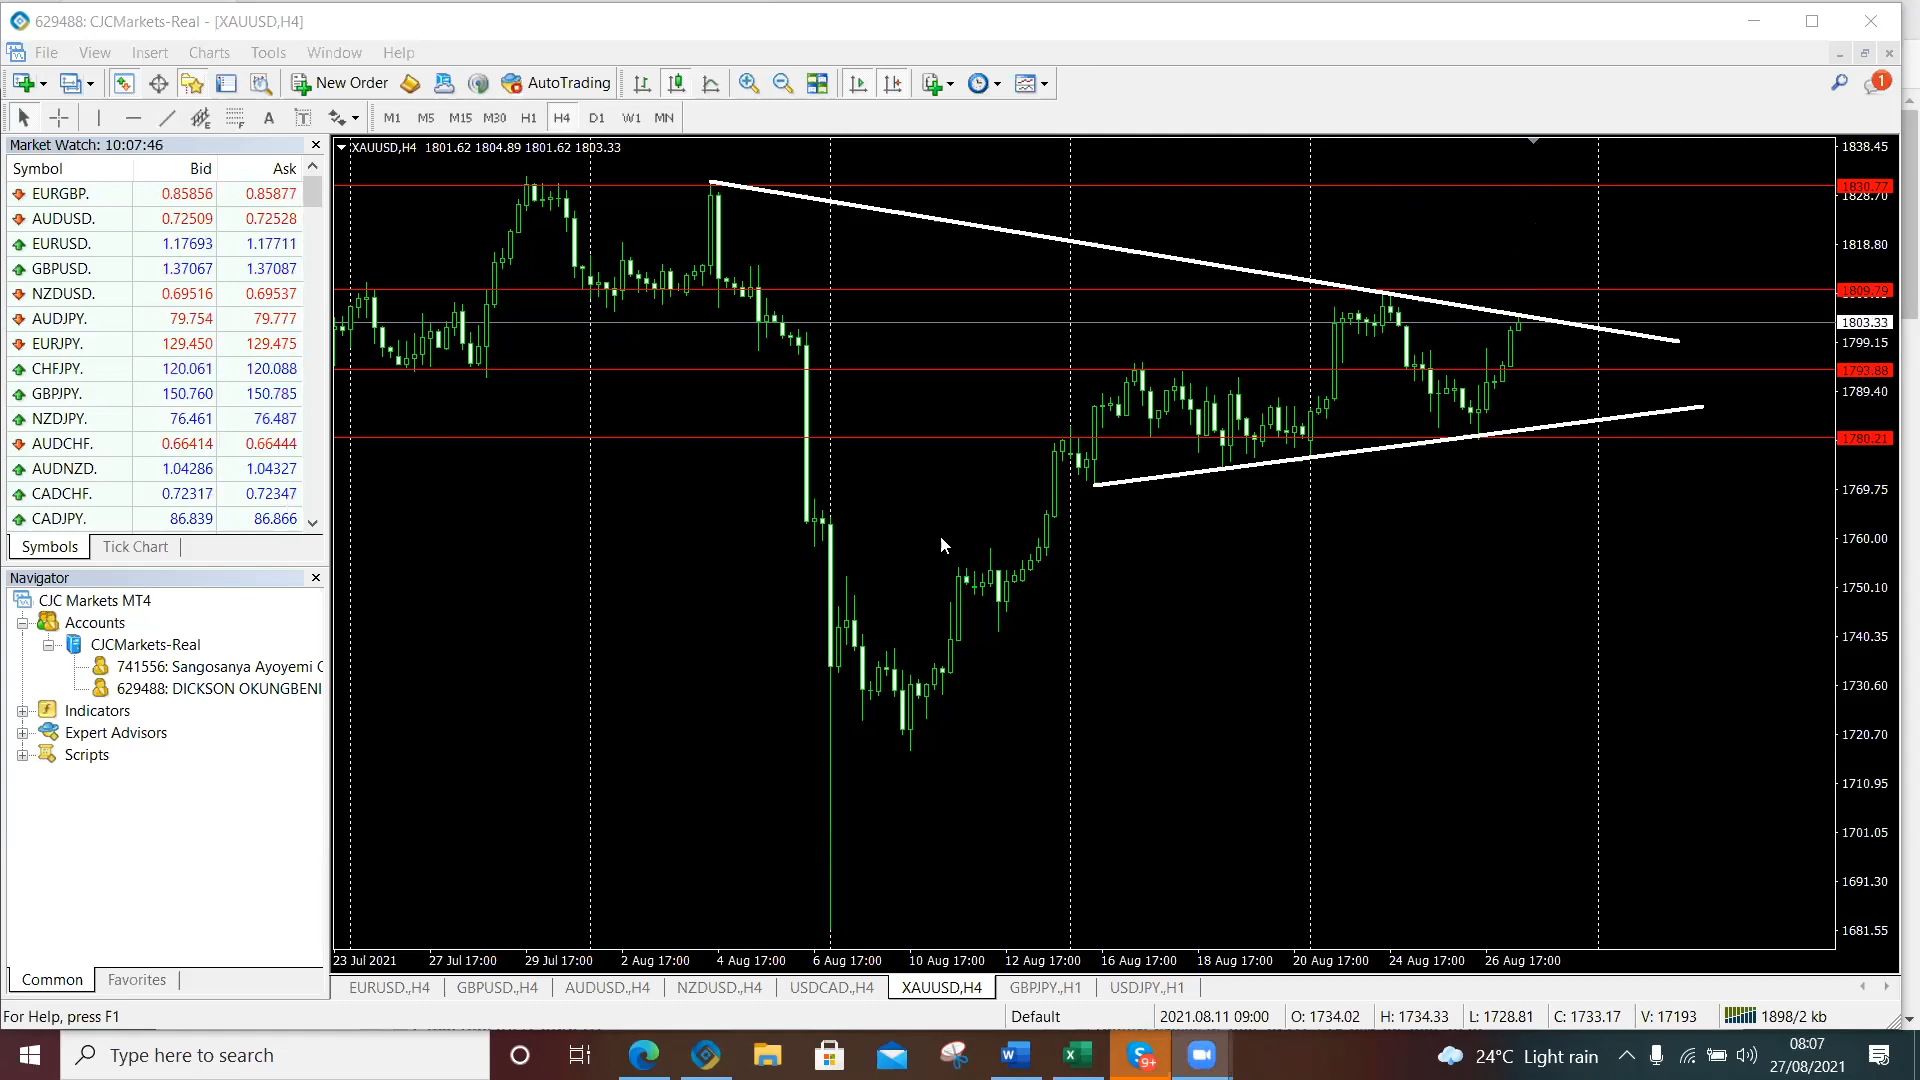 629488: CJCMarkets-Real - [XAUUSD,H4]
File View Insert Charts Tools Window Help
New Order AutoTrading 1
A T M1 M5 M15 M30 H1 H4 D1 W1 MN
Market Watch: 10:07:46
Symbol Bid Ask
EURGBP. 0.85856 0.85877
AUDUSD. 0.72509 0.72528
EURUSD. 1.17693 1.17711
GBPUSD. 1.37067 1.37087
NZDUSD. 0.69516 0.69537
AUDJPY. 79.754 79.777
EURJPY. 129.450 129.475
CHFJPY. 120.061 120.088
GBPJPY. 150.760 150.785
NZDJPY. 76.461 76.487
AUDCHF. 0.66414 0.66444
AUDNZD. 1.04286 1.04327
CADCHF. 0.72317 0.72347
CADJPY. 86.839 86.866
Symbols Tick Chart
Navigator
CJC Markets MT4
Accounts
CJCMarkets-Real
741556: Sangosanya Ayoyemi
629488: DICKSON OKUNGBENI
Indicators
Expert Advisors
Scripts
Common Favorites
XAUUSD,H4 1801.62 1804.89 1801.62 1803.33
1838.45
1830.77
1828.70
1818.80
1809.79
1803.33
1799.15
1793.88
1789.40
1780.21
1769.75
1760.00
1750.10
1740.35
1730.60
1720.70
1710.95
1701.05
1691.30
1681.55
23 Jul 2021 27 Jul 17:00 29 Jul 17:00 2 Aug 17:00 4 Aug 17:00 6 Aug 17:00 10 Aug 17:00 12 Aug 17:00 16 Aug 17:00 18 Aug 17:00 20 Aug 17:00 24 Aug 17:00 26 Aug 17:00
EURUSD.,H4 GBPUSD.,H4 AUDUSD.,H4 NZDUSD.,H4 USDCAD.,H4 XAUUSD,H4 GBPJPY.,H1 USDJPY.,H1
For Help, press F1 Default 2021.08.11 09:00 O: 1734.02 H: 1734.33 L: 1728.81 C: 1733.17 V: 17193 1898/2 kb
Type here to search 9+ 24°C Light rain 08:07
27/08/2021